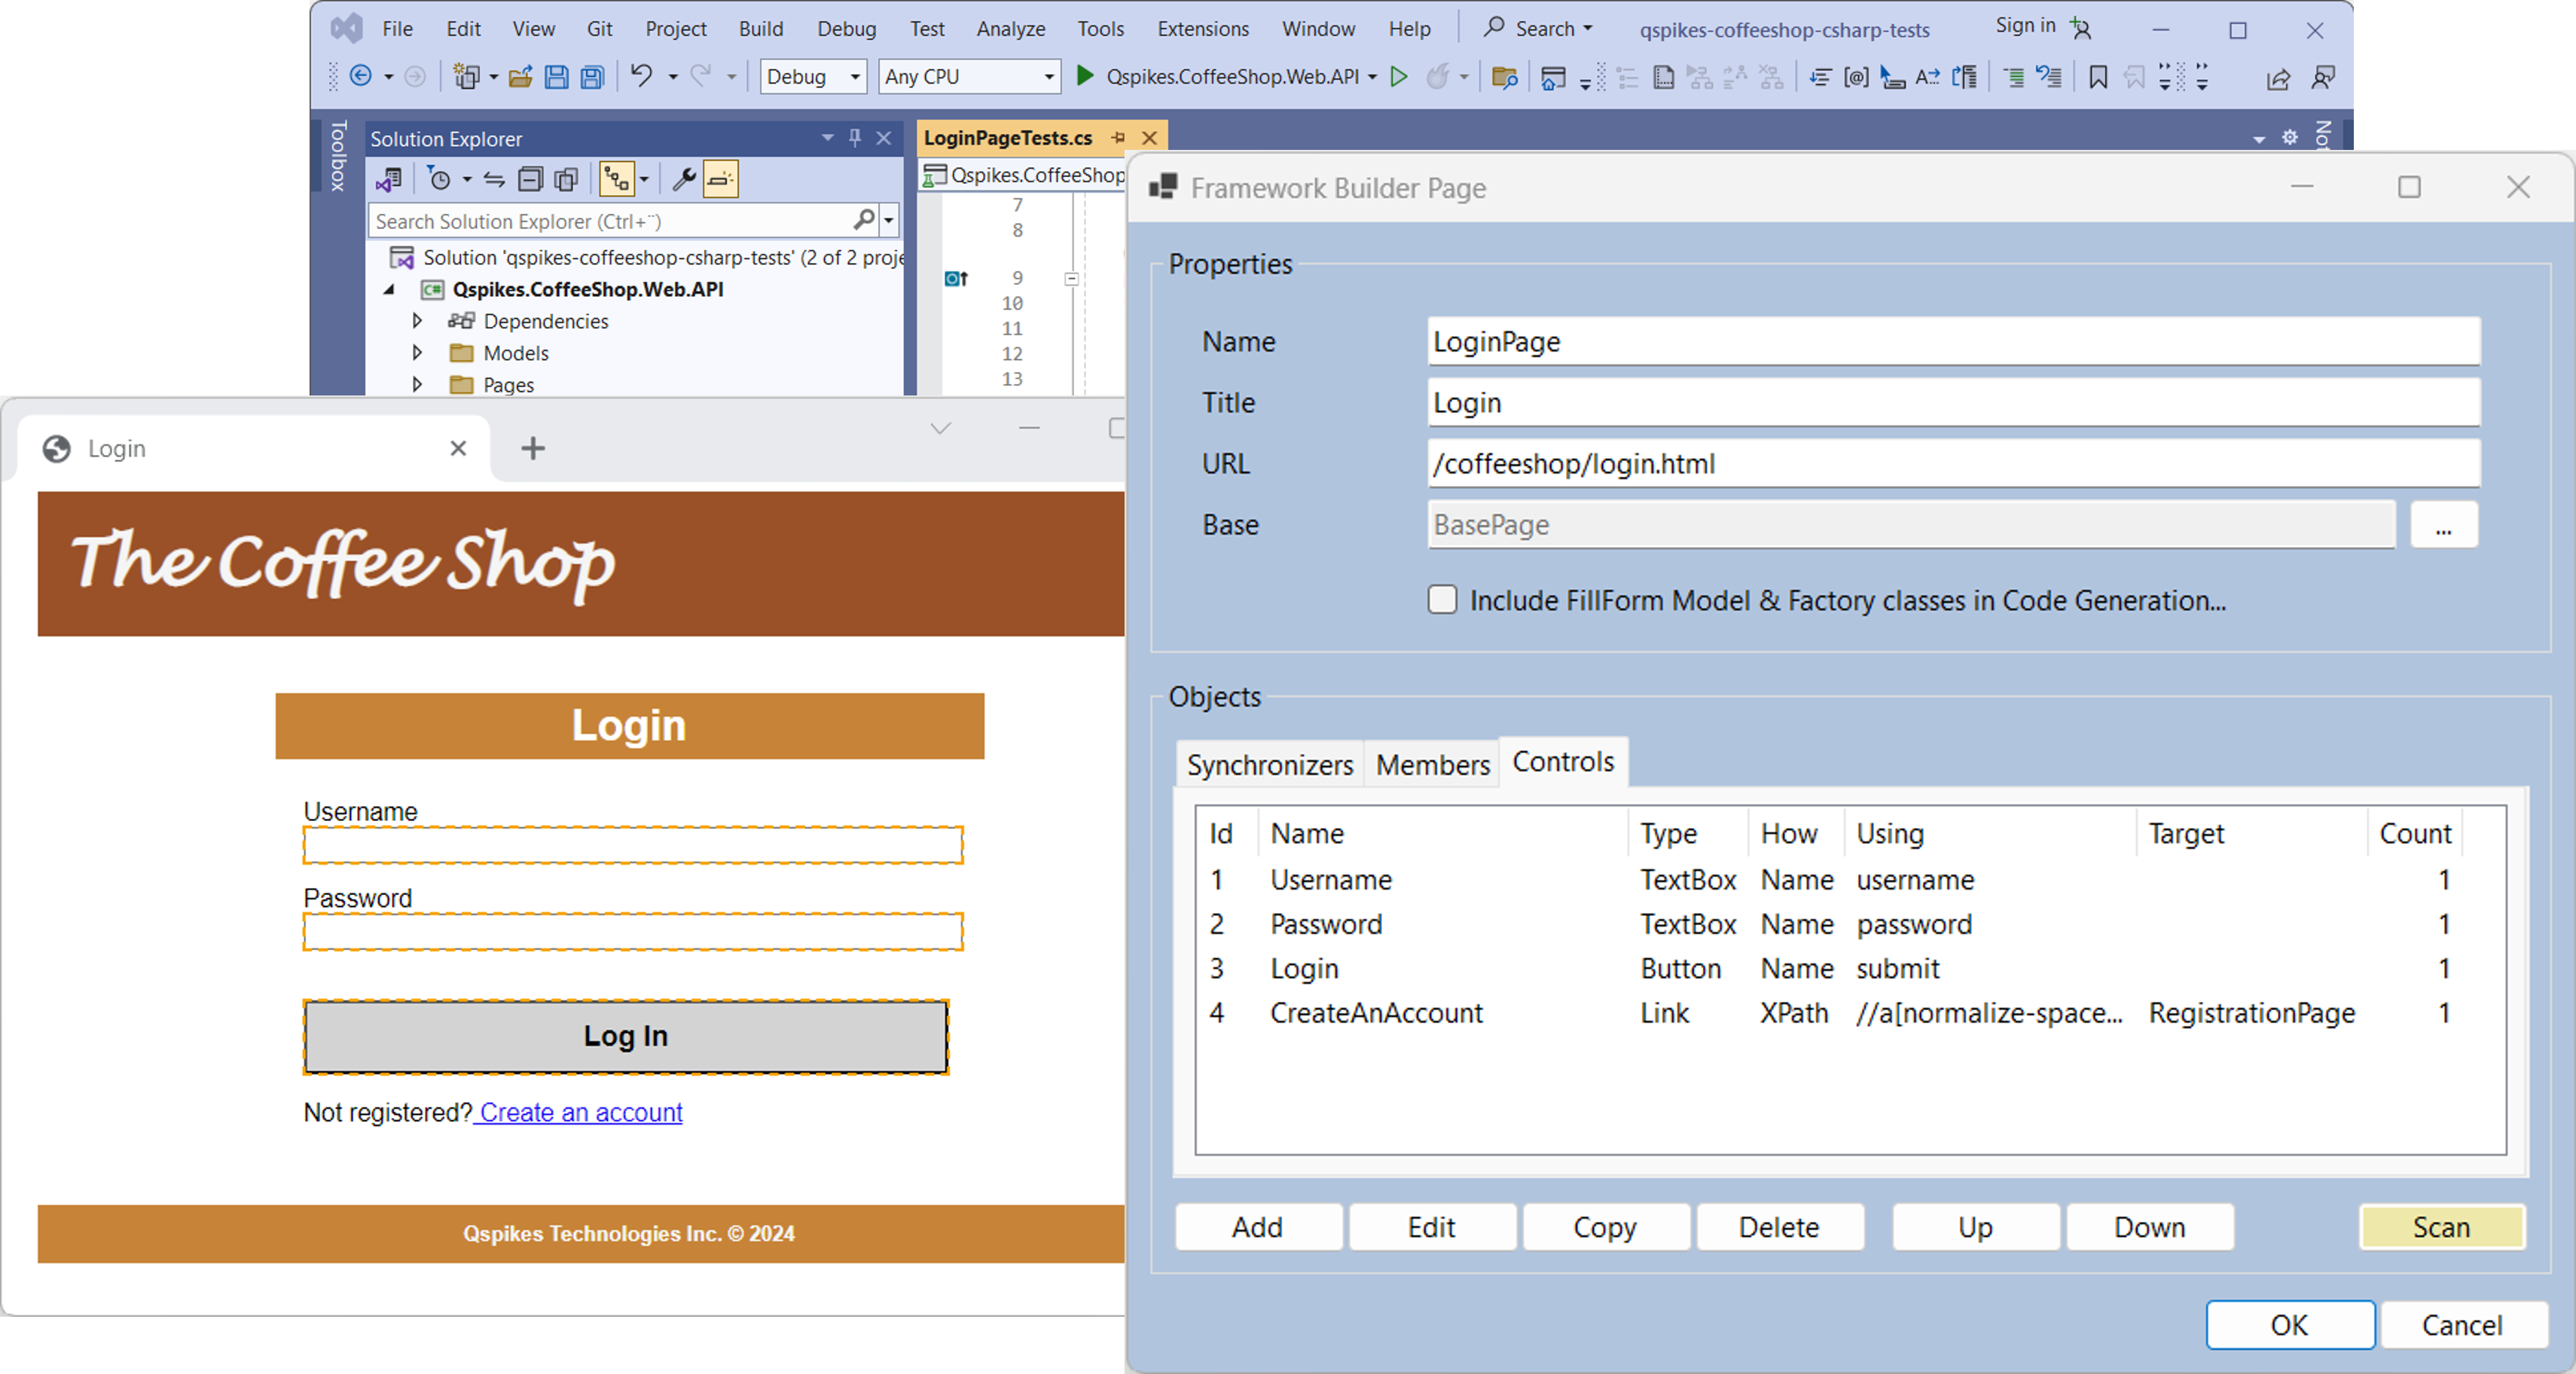 File Edit View Git Project Build Debug Test Analyze Tools Extensions Window Help Search qspikes-coffeeshop-csharp-tests Sign in
Debug Any CPU Qspikes.CoffeeShop.Web.API
Toolbox
Solution Explorer
Search Solution Explorer (Ctrl+¨)
Solution 'qspikes-coffeeshop-csharp-tests' (2 of 2 proje
Qspikes.CoffeeShop.Web.API
Dependencies
Models
Pages
LoginPageTests.cs
Not
Qspikes.CoffeeShop
7
8
9
10
11
12
13
Login
The Coffee Shop
Login
Username
Password
Log In
Not registered? Create an account
Qspikes Technologies Inc. © 2024
Framework Builder Page
Properties
Name LoginPage
Title Login
URL /coffeeshop/login.html
Base BasePage ...
Include FillForm Model & Factory classes in Code Generation...
Objects
Synchronizers Members Controls
Id Name Type How Using Target Count
1 Username TextBox Name username 1
2 Password TextBox Name password 1
3 Login Button Name submit 1
4 CreateAnAccount Link XPath //a[normalize-space... RegistrationPage 1
Add Edit Copy Delete Up Down Scan
OK Cancel